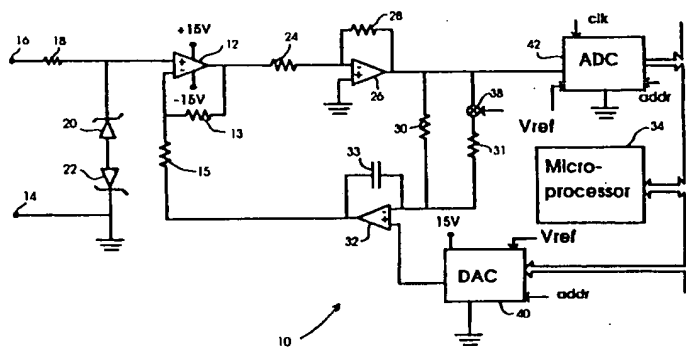 16
18
+15V
12
24
28
42
clk
ADC
20
-15V
26
38
13
30
Vref
addr
34
15
33
31
Micro-
processor
22
14
32
15V
Vref
DAC
addr
10
40